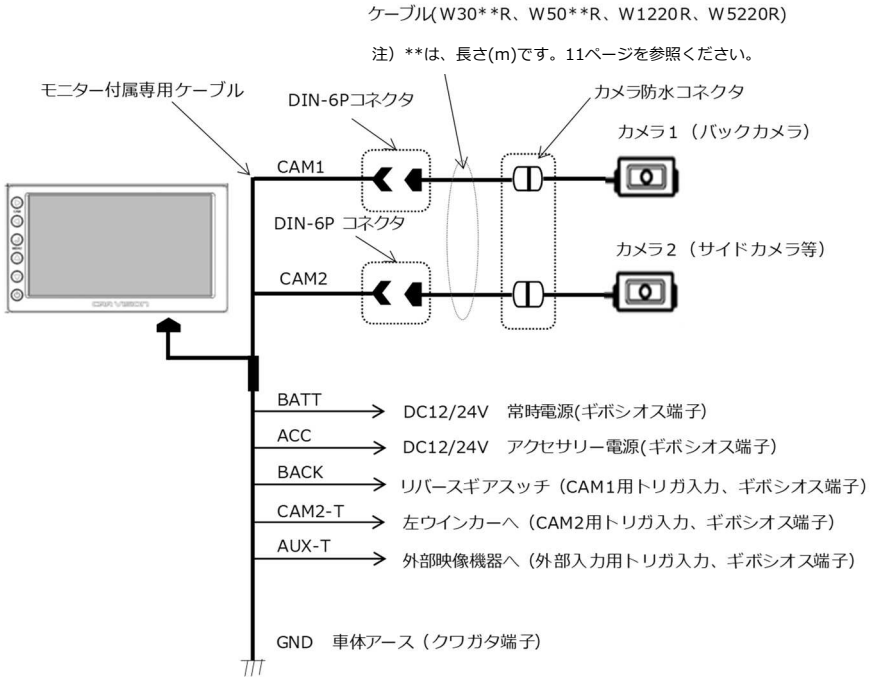 ケーブル(W30**R、W50**R、W1220R、W5220R)
注）**は、長さ(m)です。11ページを参照ください。
モニター付属専用ケーブル
DIN-6Pコネクタ
カメラ防水コネクタ
カメラ1（バックカメラ）
CAM1
DIN-6P コネクタ
カメラ2（サイドカメラ等）
CAM2
CAR VISION
BATT
DC12/24V 常時電源(ギボシオス端子)
ACC
DC12/24V アクセサリー電源(ギボシオス端子)
BACK
リバースギアスッチ（CAM1用トリガ入力、ギボシオス端子）
CAM2-T
左ウインカーへ（CAM2用トリガ入力、ギボシオス端子）
AUX-T
外部映像機器へ（外部入力用トリガ入力、ギボシオス端子）
GND 車体アース（クワガタ端子）